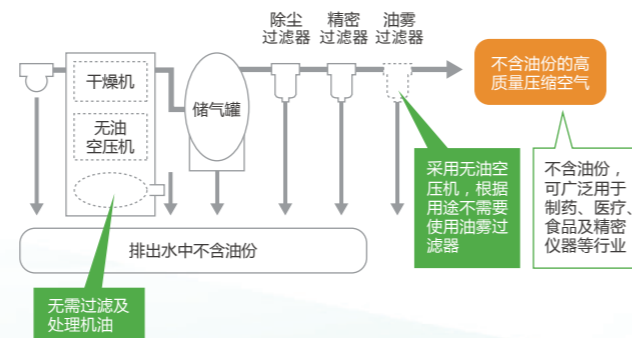 除尘
过滤器
精密
过滤器
油雾
过滤器
干燥机
无油
空压机
储气罐
不含油份的高
质量压缩空气
采用无油空
压机，根据
用途不需要
使用油雾过
滤器
不含油份，
可广泛用于
制药、医疗、
食品及精密
仪器等行业
排出水中不含油份
无需过滤及
处理机油